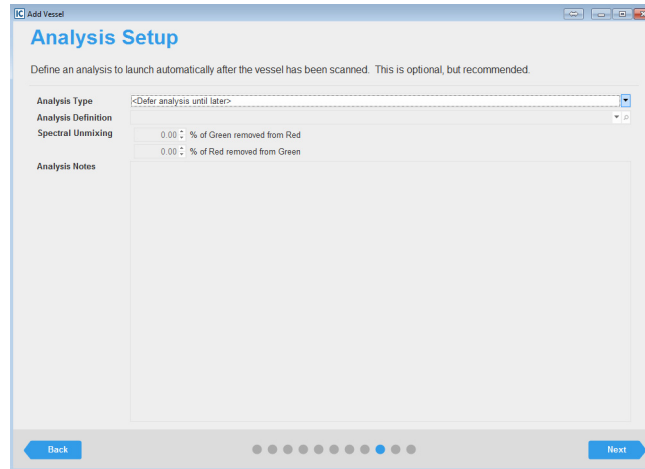 IC Add Vessel
Analysis Setup
Define an analysis to launch automatically after the vessel has been scanned. This is optional, but recommended.
Analysis Type <Defer analysis until later>
Analysis Definition
Spectral Unmixing 0.00 % of Green removed from Red
0.00 % of Red removed from Green
Analysis Notes
Back Next